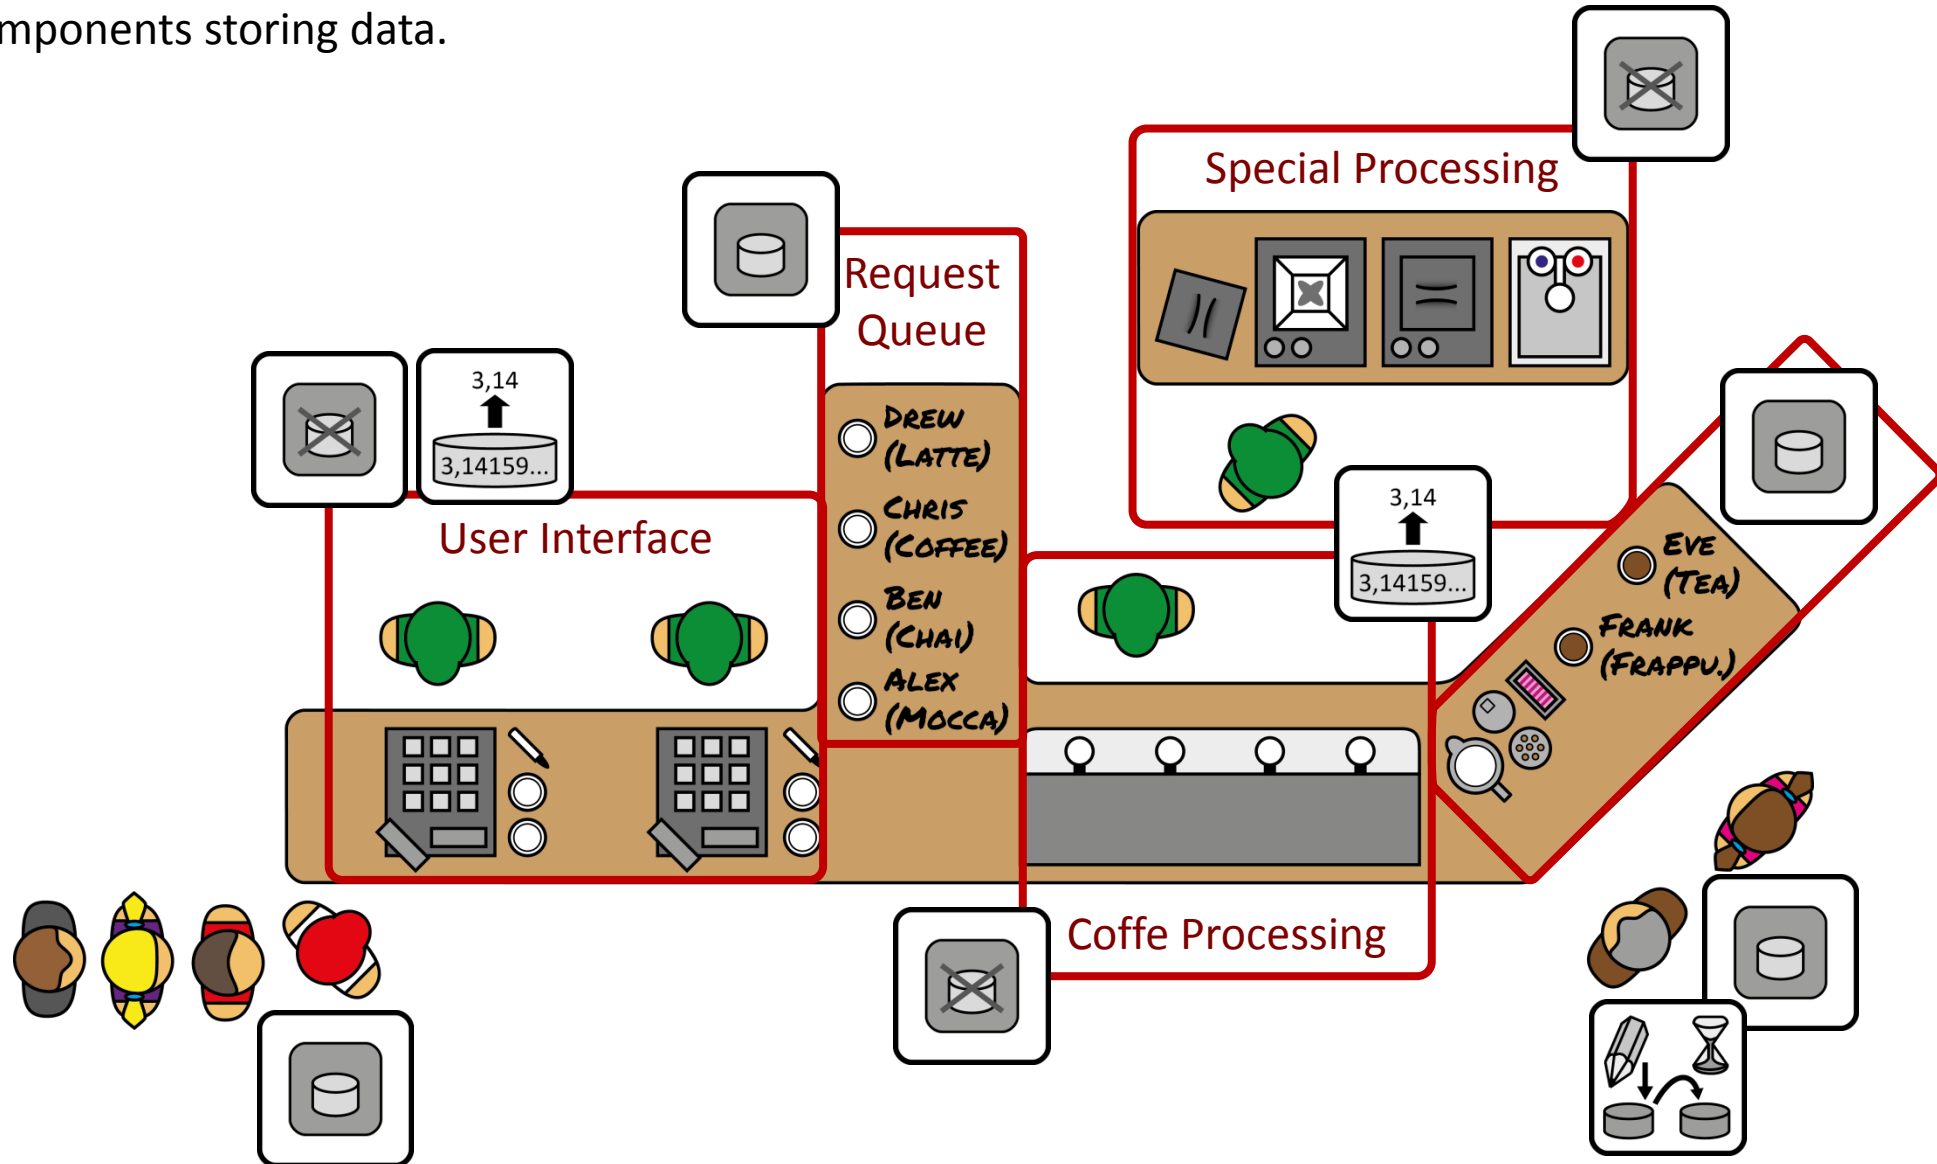 mponents storing data.
Special Processing
Request
Queue
3,14
3,14159...
User Interface
DREW
(LATTE)
CHRIS
(COFFEE)
BEN
(CHAI)
ALEX
(MOCCA)
3,14
3,14159...
EVE
(TEA)
FRANK
(FRAPPU.)
Coffe Processing